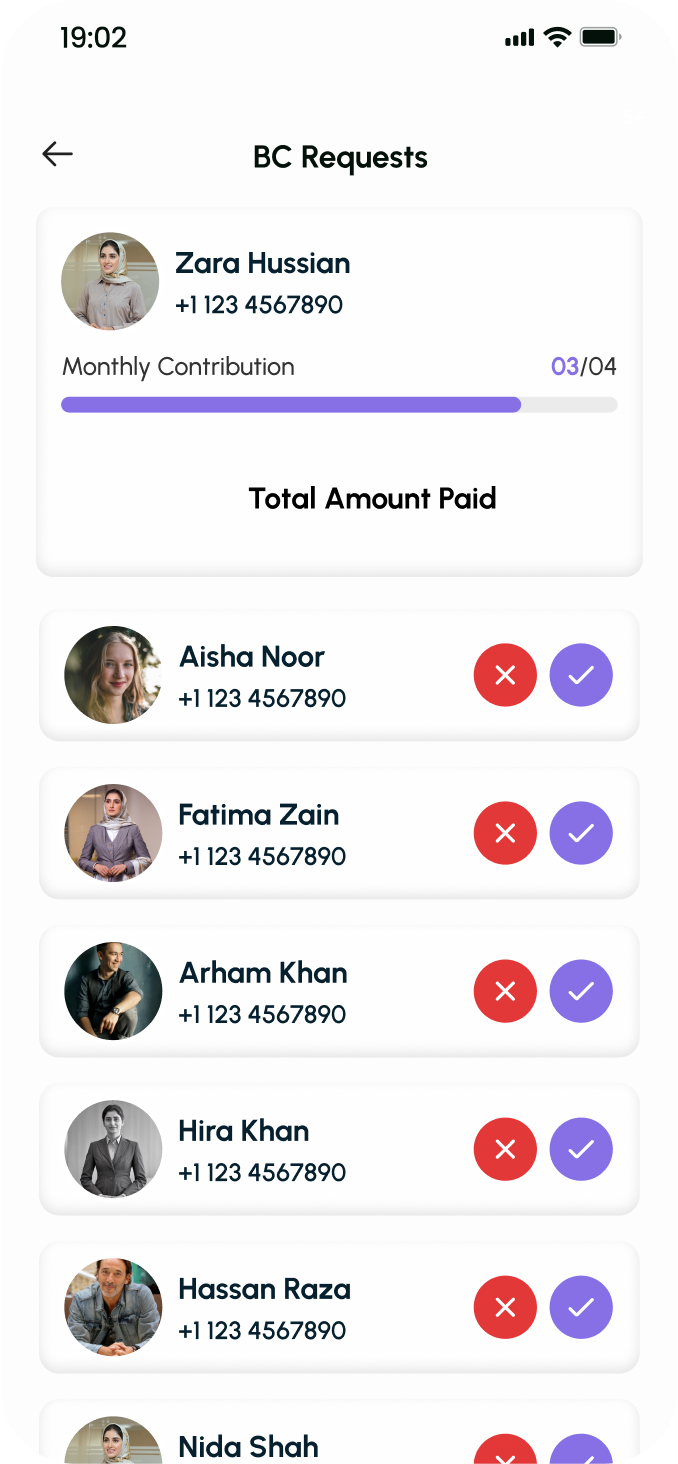 19:02
BC Requests
Zara Hussian
+1 123 4567890
Monthly Contribution 03/04
Total Amount Paid
Aisha Noor
+1 123 4567890
Fatima Zain
+1 123 4567890
Arham Khan
+1 123 4567890
Hira Khan
+1 123 4567890
Hassan Raza
+1 123 4567890
Nida Shah